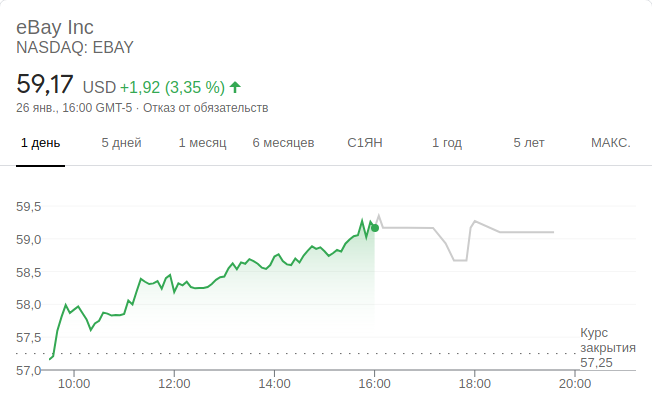 eBay Inc
NASDAQ: EBAY
59,17 USD +1,92 (3,35 %)
26 янв., 16:00 GMT-5 · Отказ от обязательств
1 день 5 дней 1 месяц 6 месяцев С1ЯН 1 год 5 лет МАКС.
59,5
59,0
58,5
58,0
57,5
57,0
Курс
закрытия
57,25
10:00 12:00 14:00 16:00 18:00 20:00